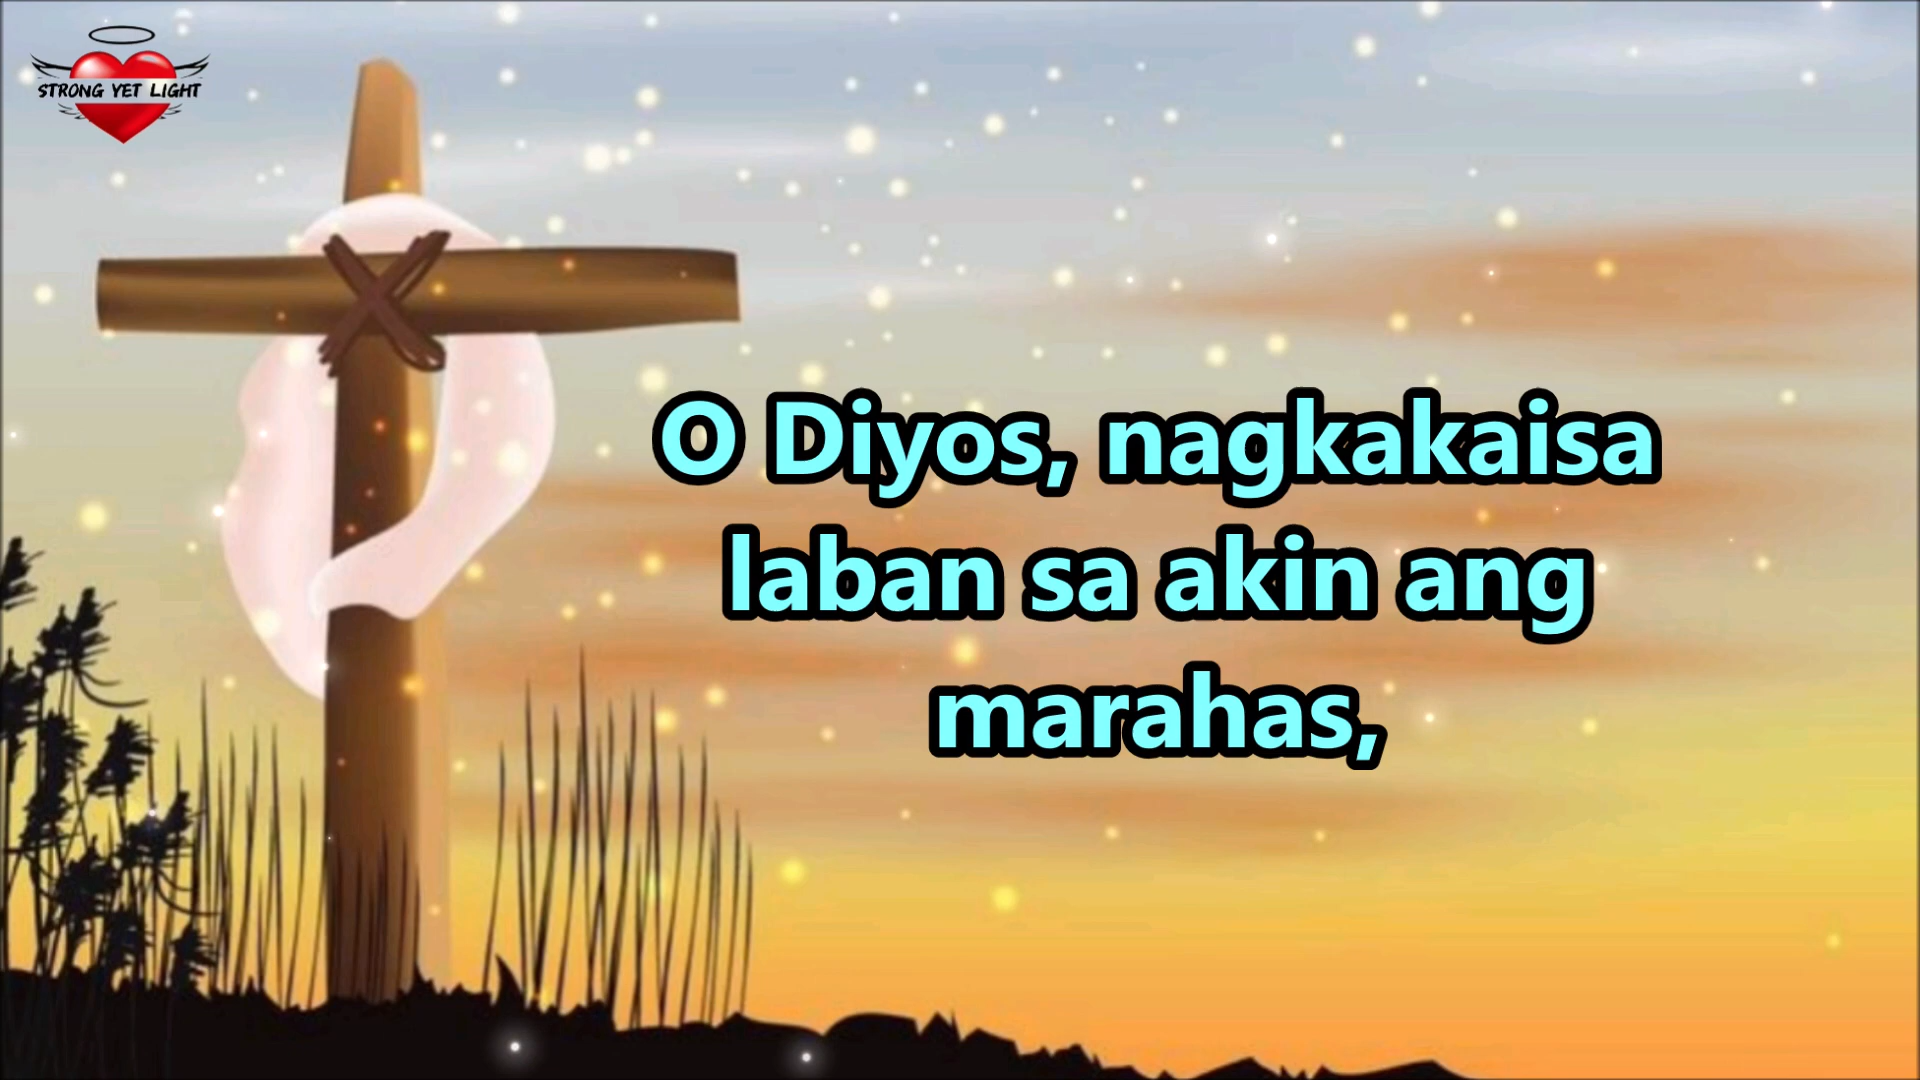 STRONG YET LIGHT
O Diyos, nagkakaisa
laban sa akin ang
marahas,